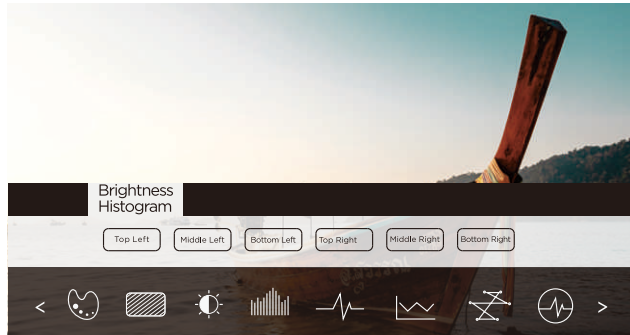 Brightness
Histogram
Top Left
Middle Left
Bottom Left
Top Right
Middle Right
Bottom Right
<
>